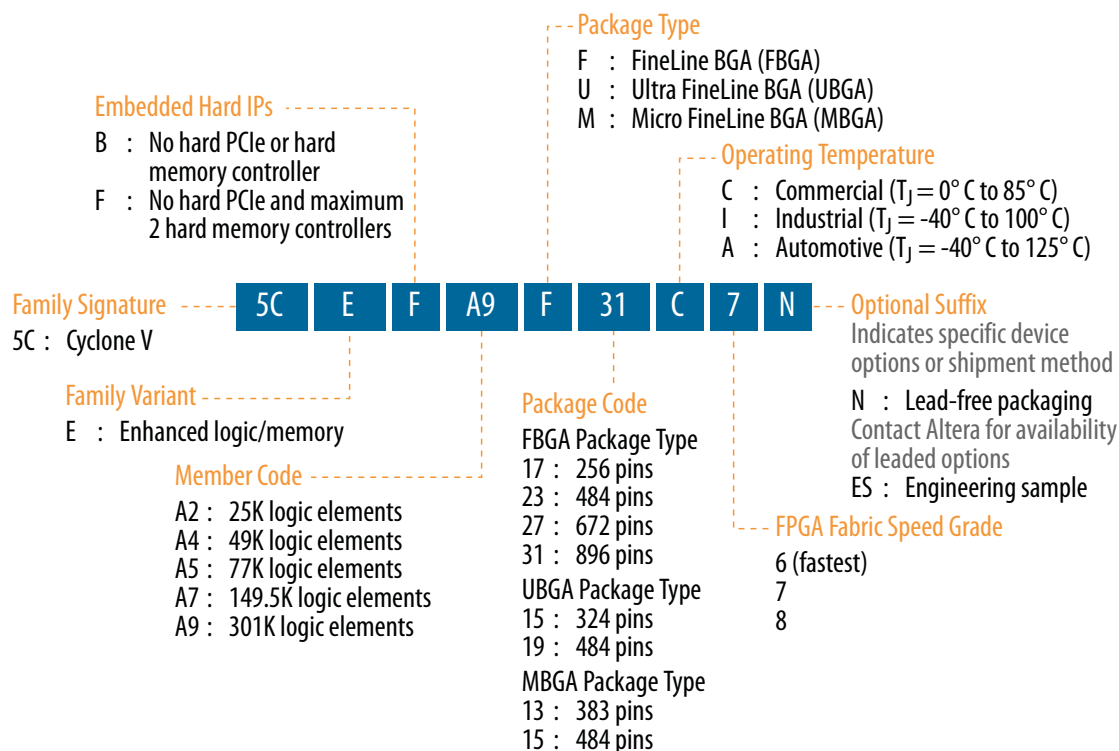 Package Type
F : FineLine BGA (FBGA)
U : Ultra FineLine BGA (UBGA)
M : Micro FineLine BGA (MBGA)
Embedded Hard IPs
B : No hard PCIe or hard
memory controller
F : No hard PCIe and maximum
2 hard memory controllers
Operating Temperature
C : Commercial (TJ = 0° C to 85° C)
I : Industrial (TJ = -40° C to 100° C)
A : Automotive (TJ = -40° C to 125° C)
Family Signature
5C : Cyclone V
5C E F A9 F 31 C 7 N
Optional Suffix
Indicates specific device
options or shipment method
N : Lead-free packaging
Contact Altera for availability
of leaded options
ES : Engineering sample
Family Variant
E : Enhanced logic/memory
Member Code
A2 : 25K logic elements
A4 : 49K logic elements
A5 : 77K logic elements
A7 : 149.5K logic elements
A9 : 301K logic elements
Package Code
FBGA Package Type
17 : 256 pins
23 : 484 pins
27 : 672 pins
31 : 896 pins
UBGA Package Type
15 : 324 pins
19 : 484 pins
MBGA Package Type
13 : 383 pins
15 : 484 pins
FPGA Fabric Speed Grade
6 (fastest)
7
8